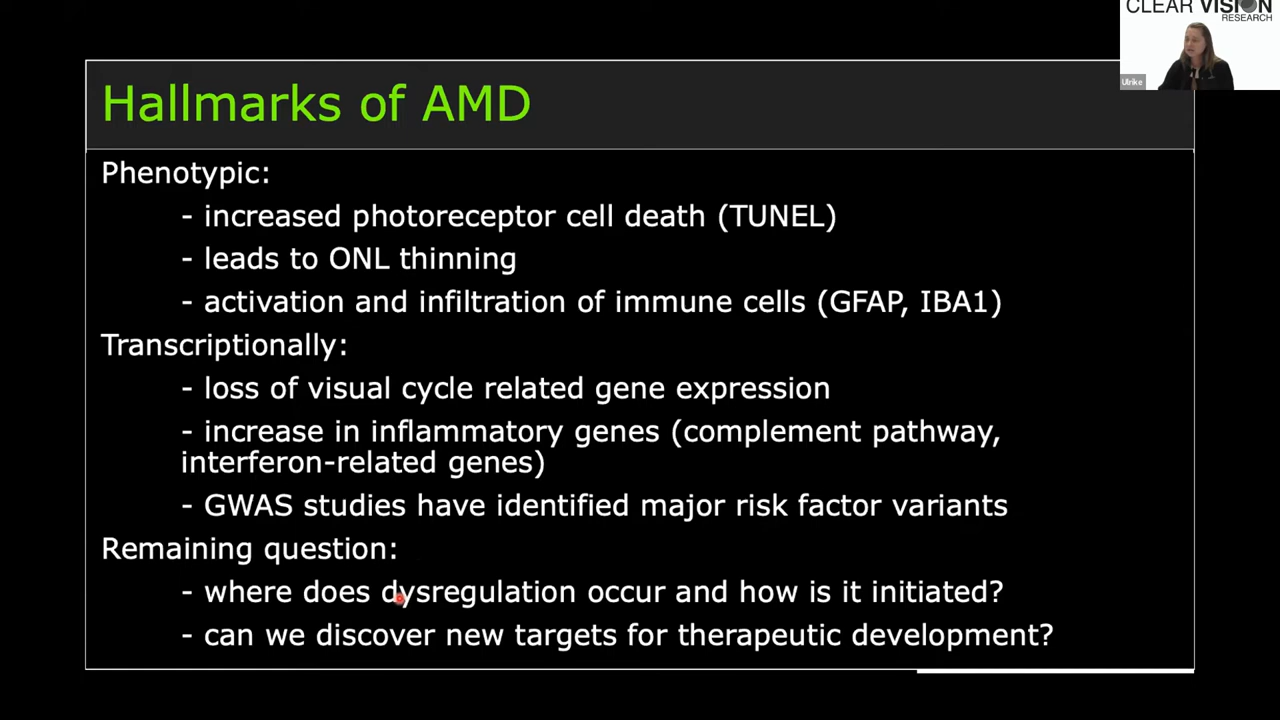 CLEAR VISION
RESEARCH
Ulrike
Hallmarks of AMD
Phenotypic:
- increased photoreceptor cell death (TUNEL)
- leads to ONL thinning
- activation and infiltration of immune cells (GFAP, IBA1)
Transcriptionally:
- loss of visual cycle related gene expression
- increase in inflammatory genes (complement pathway,
interferon-related genes)
- GWAS studies have identified major risk factor variants
Remaining question:
- where does dysregulation occur and how is it initiated?
- can we discover new targets for therapeutic development?